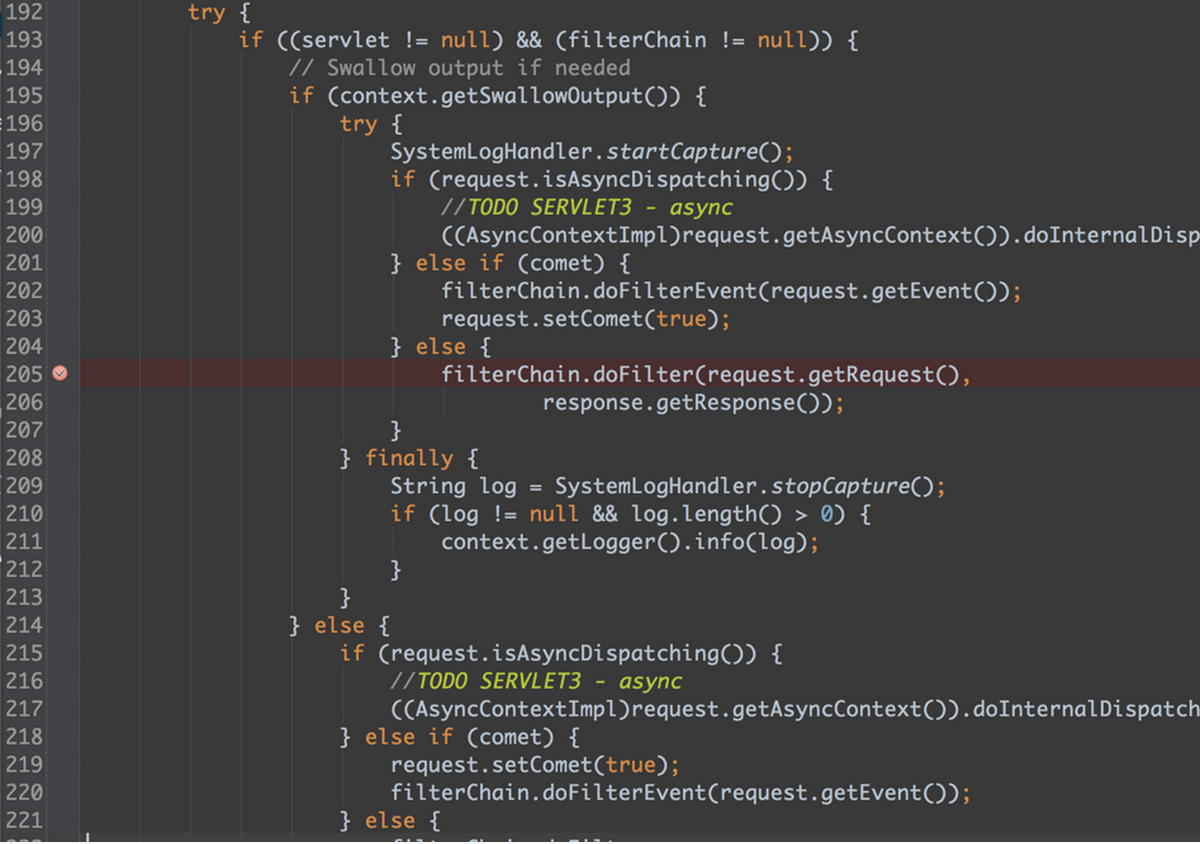 192 try {
193 if ((servlet != null) && (filterChain != null)) {
194 // Swallow output if needed
195 if (context.getSwallowOutput()) {
196 try {
197 SystemLogHandler.startCapture();
198 if (request.isAsyncDispatching()) {
199 //TODO SERVLET3 - async
200 ((AsyncContextImpl)request.getAsyncContext()).doInternalDisp
201 } else if (comet) {
202 filterChain.doFilterEvent(request.getEvent());
203 request.setComet(true);
204 } else {
205 filterChain.doFilter(request.getRequest(),
206 response.getResponse());
207 }
208 } finally {
209 String log = SystemLogHandler.stopCapture();
210 if (log != null && log.length() > 0) {
211 context.getLogger().info(log);
212 }
213 }
214 } else {
215 if (request.isAsyncDispatching()) {
216 //TODO SERVLET3 - async
217 ((AsyncContextImpl)request.getAsyncContext()).doInternalDispatch
218 } else if (comet) {
219 request.setComet(true);
220 filterChain.doFilterEvent(request.getEvent());
221 } else {